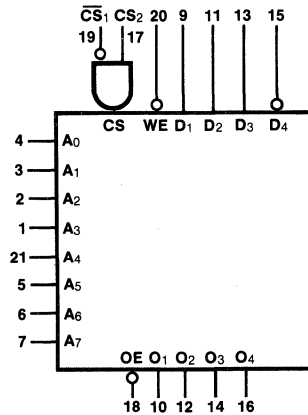 C̅S̅₁ CS₂ 20 9 11 13 15
19 17
CS WE D₁ D₂ D₃ D₄
4 A₀
3 A₁
2 A₂
1 A₃
21 A₄
5 A₅
6 A₆
7 A₇
OE O₁ O₂ O₃ O₄
18 10 12 14 16